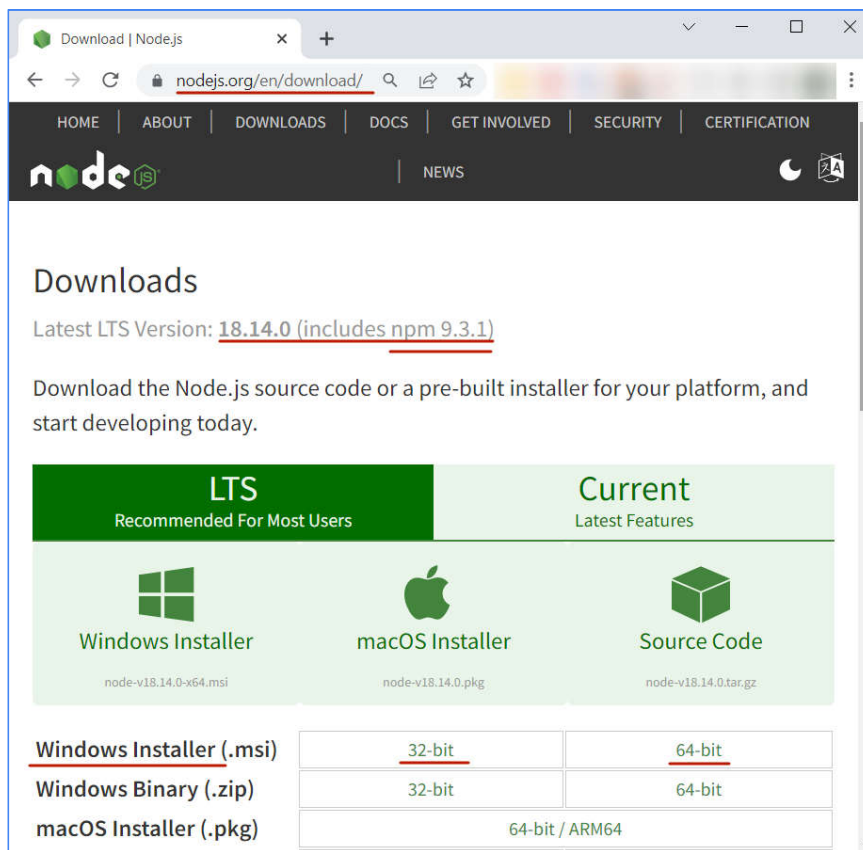 Download | Node.js
nodejs.org/en/download/
HOME | ABOUT | DOWNLOADS | DOCS | GET INVOLVED | SECURITY | CERTIFICATION
node JS | NEWS
Downloads
Latest LTS Version: 18.14.0 (includes npm 9.3.1)
Download the Node.js source code or a pre-built installer for your platform, and
start developing today.
LTS Current
Recommended For Most Users Latest Features
Windows Installer macOS Installer Source Code
node-v18.14.0-x64.msi node-v18.14.0.pkg node-v18.14.0.tar.gz
Windows Installer (.msi) 32-bit 64-bit
Windows Binary (.zip) 32-bit 64-bit
macOS Installer (.pkg) 64-bit / ARM64